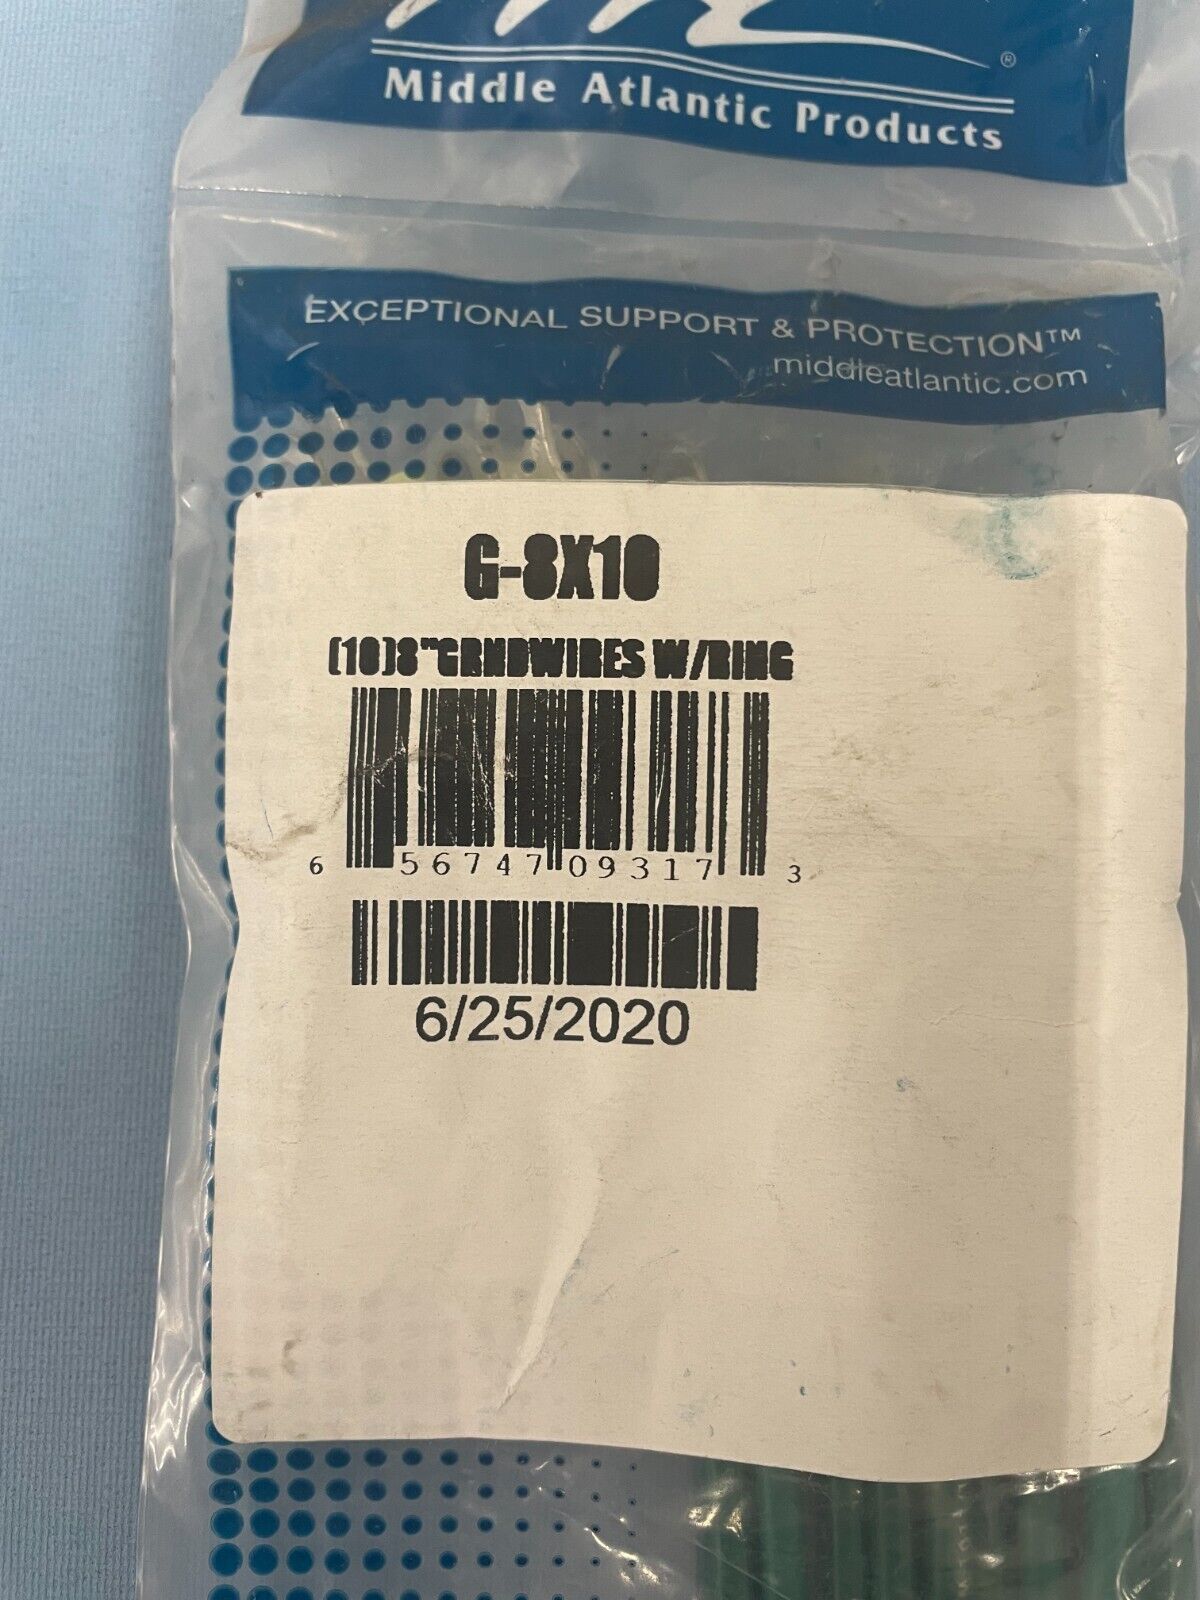 Middle Atlantic Products ®
EXCEPTIONAL SUPPORT & PROTECTION™
middleatlantic.com
G-8X10
(10)8"GRNDWIRES W/RING
6 56747 09317 3
6/25/2020